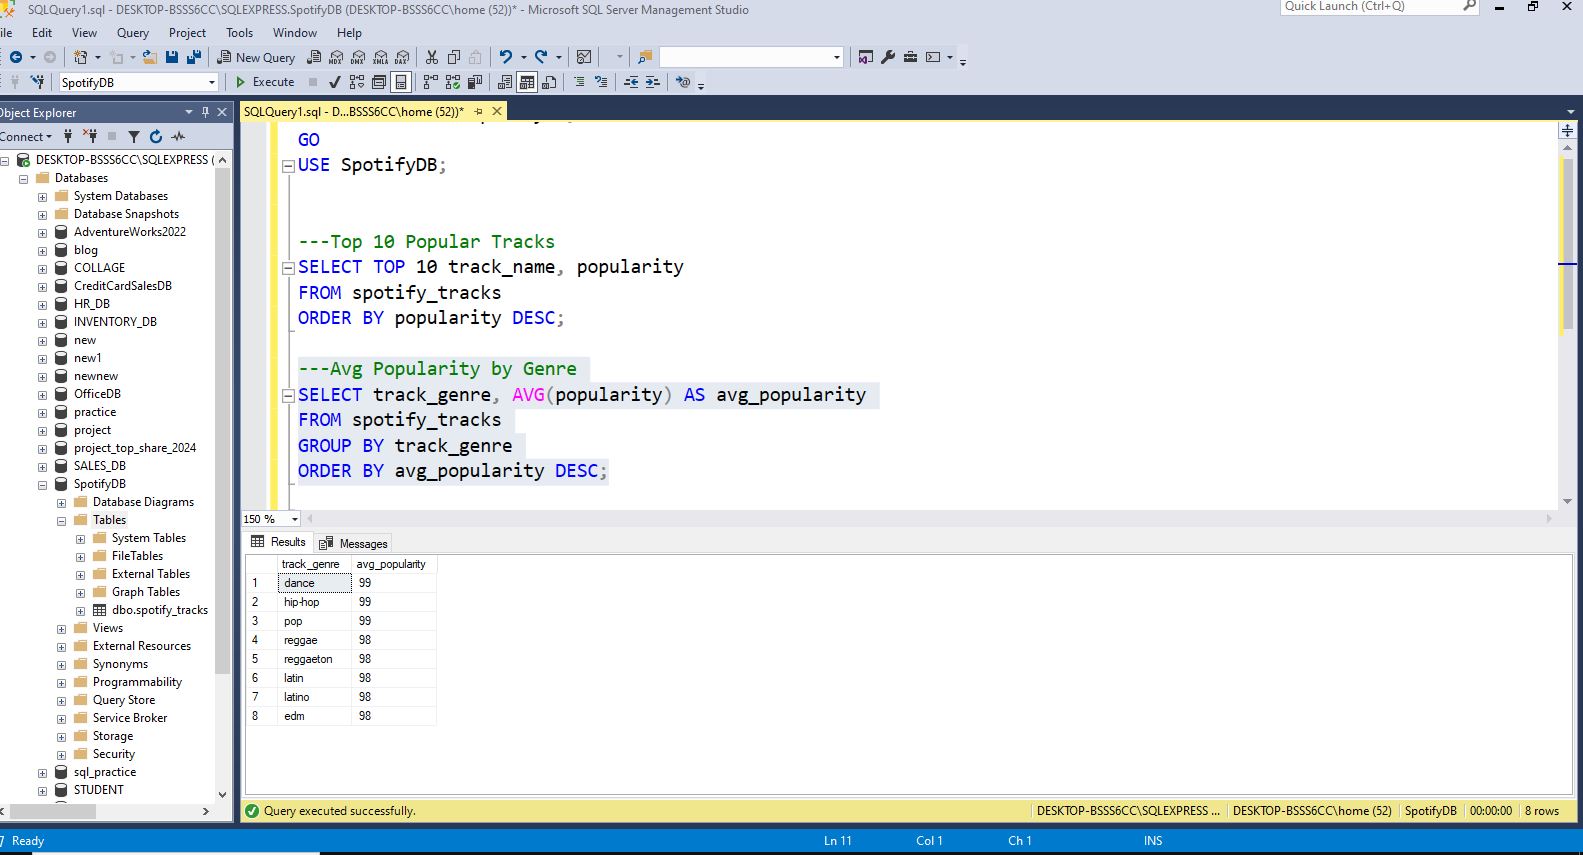 SQLQuery1.sql - DESKTOP-BSSS6CC\SQLEXPRESS.SpotifyDB (DESKTOP-BSSS6CC\home (52))* - Microsoft SQL Server Management Studio
Quick Launch (Ctrl+Q)
ile Edit View Query Project Tools Window Help
New Query
MDX DMX XMLA DAX
SpotifyDB
Execute
Object Explorer
SQLQuery1.sql - D...BSSS6CC\home (52))*
Connect
DESKTOP-BSSS6CC\SQLEXPRESS (
Databases
System Databases
Database Snapshots
AdventureWorks2022
blog
COLLAGE
CreditCardSalesDB
HR_DB
INVENTORY_DB
new
new1
newnew
OfficeDB
practice
project
project_top_share_2024
SALES_DB
SpotifyDB
Database Diagrams
Tables
System Tables
FileTables
External Tables
Graph Tables
dbo.spotify_tracks
Views
External Resources
Synonyms
Programmability
Query Store
Service Broker
Storage
Security
sql_practice
STUDENT
GO
USE SpotifyDB;
---Top 10 Popular Tracks
SELECT TOP 10 track_name, popularity
FROM spotify_tracks
ORDER BY popularity DESC;
---Avg Popularity by Genre
SELECT track_genre, AVG(popularity) AS avg_popularity
FROM spotify_tracks
GROUP BY track_genre
ORDER BY avg_popularity DESC;
150 %
Results Messages
track_genre avg_popularity
1 dance 99
2 hip-hop 99
3 pop 99
4 reggae 98
5 reggaeton 98
6 latin 98
7 latino 98
8 edm 98
Query executed successfully.
DESKTOP-BSSS6CC\SQLEXPRESS ... DESKTOP-BSSS6CC\home (52) SpotifyDB 00:00:00 8 rows
Ready Ln 11 Col 1 Ch 1 INS